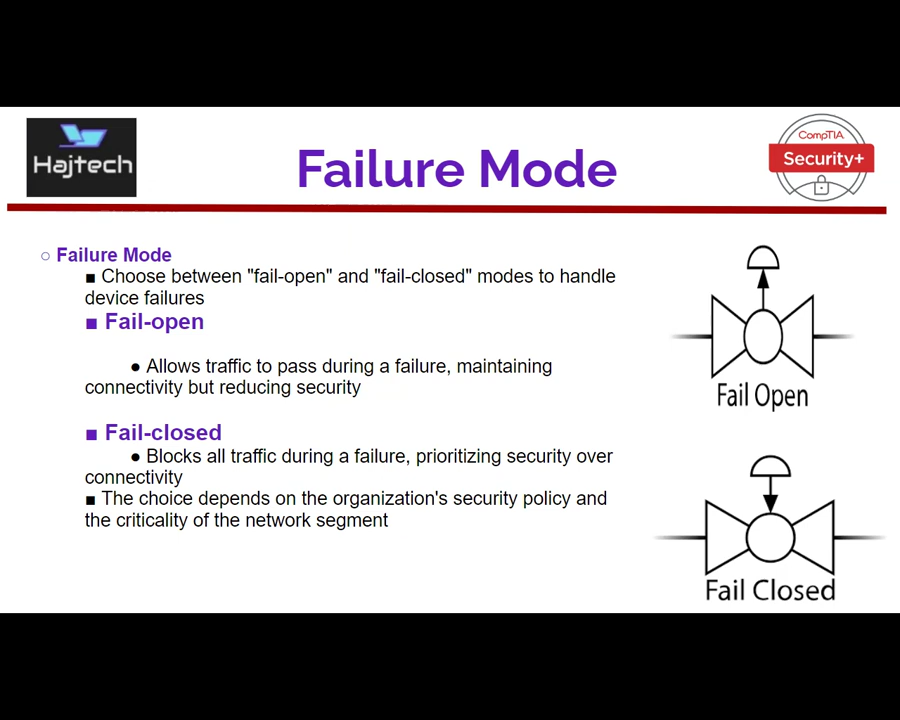 Hajtech
Failure Mode
CompTIA
Security+
○ Failure Mode
■ Choose between "fail-open" and "fail-closed" modes to handle
device failures
■ Fail-open
● Allows traffic to pass during a failure, maintaining
connectivity but reducing security
■ Fail-closed
● Blocks all traffic during a failure, prioritizing security over
connectivity
■ The choice depends on the organization's security policy and
the criticality of the network segment
Fail Open
Fail Closed